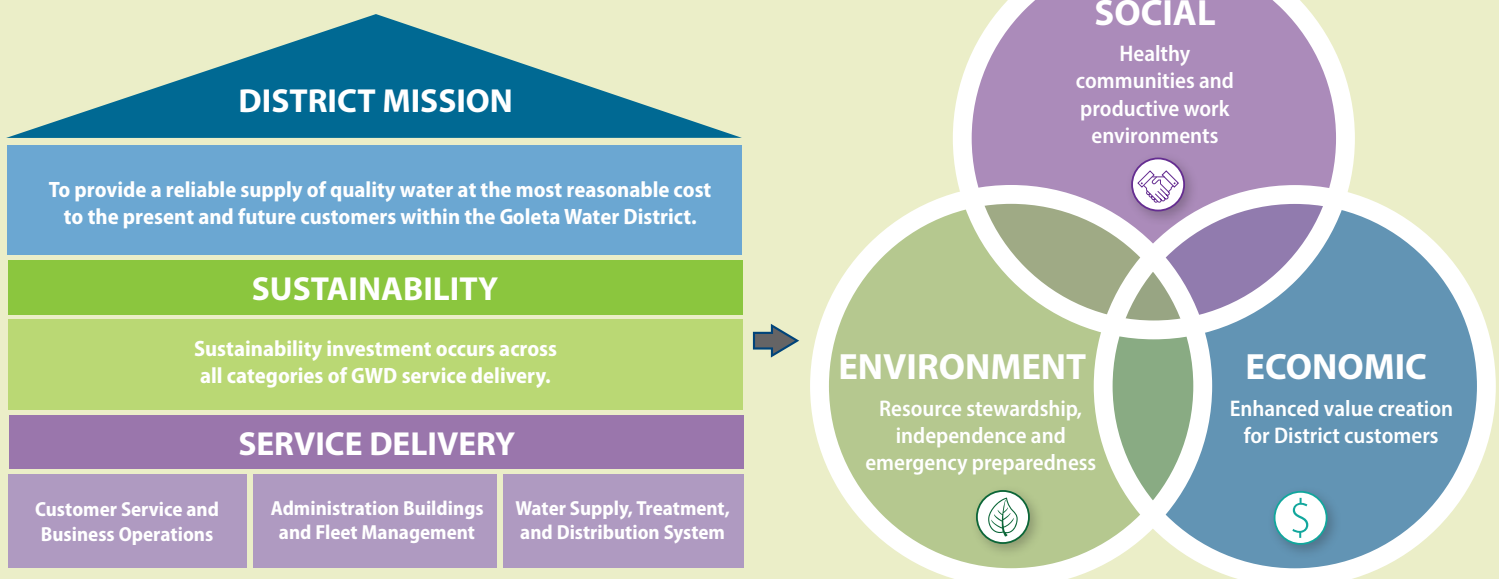 DISTRICT MISSION
To provide a reliable supply of quality water at the most reasonable cost
to the present and future customers within the Goleta Water District.
SUSTAINABILITY
Sustainability investment occurs across
all categories of GWD service delivery.
SERVICE DELIVERY
Customer Service and
Business Operations
Administration Buildings
and Fleet Management
Water Supply, Treatment,
and Distribution System
SOCIAL
Healthy
communities and
productive work
environments
ENVIRONMENT
Resource stewardship,
independence and
emergency preparedness
ECONOMIC
Enhanced value creation
for District customers
$